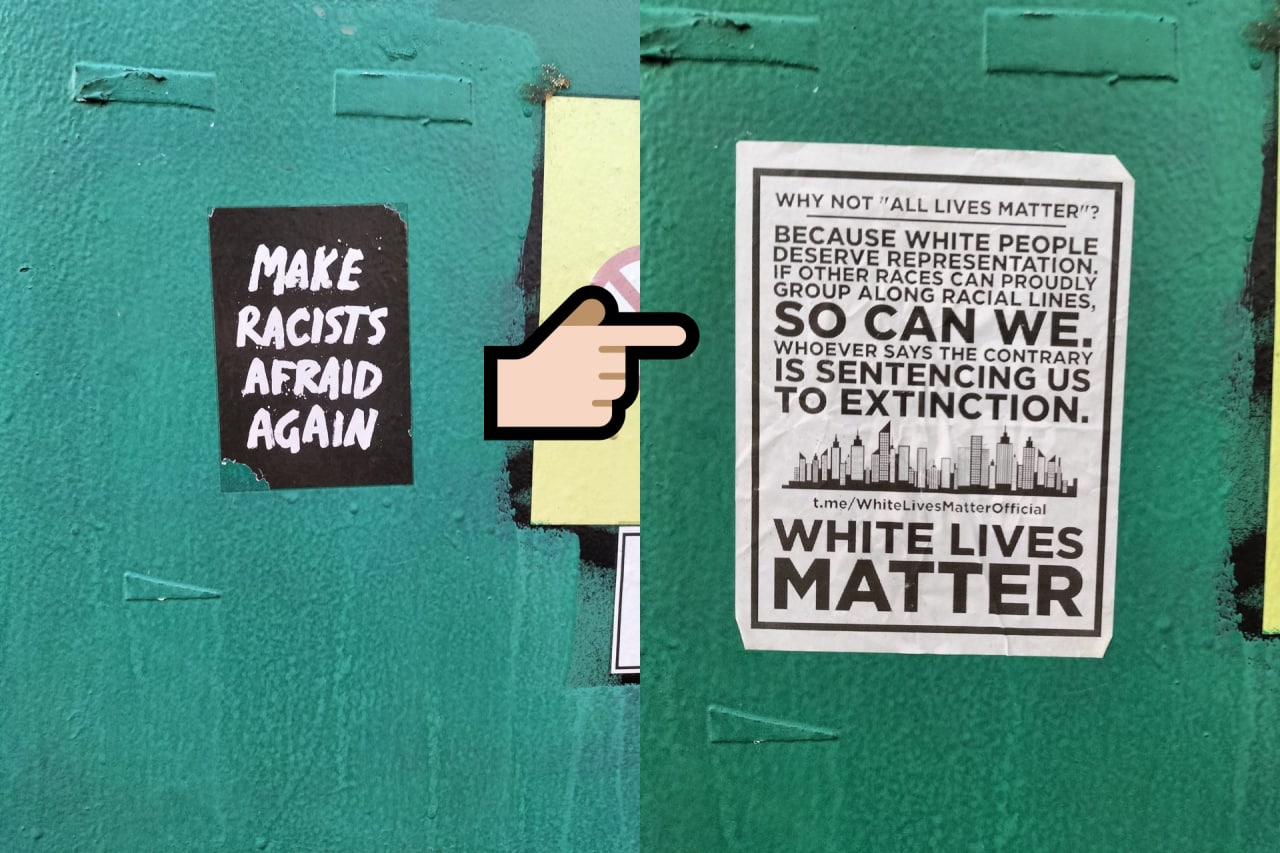 MAKE
RACISTS
AFRAID
AGAIN
WHY NOT "ALL LIVES MATTER"?
BECAUSE WHITE PEOPLE
DESERVE REPRESENTATION.
IF OTHER RACES CAN PROUDLY
GROUP ALONG RACIAL LINES,
SO CAN WE.
WHOEVER SAYS THE CONTRARY
IS SENTENCING US
TO EXTINCTION.
t.me/WhiteLivesMatterOfficial
WHITE LIVES
MATTER